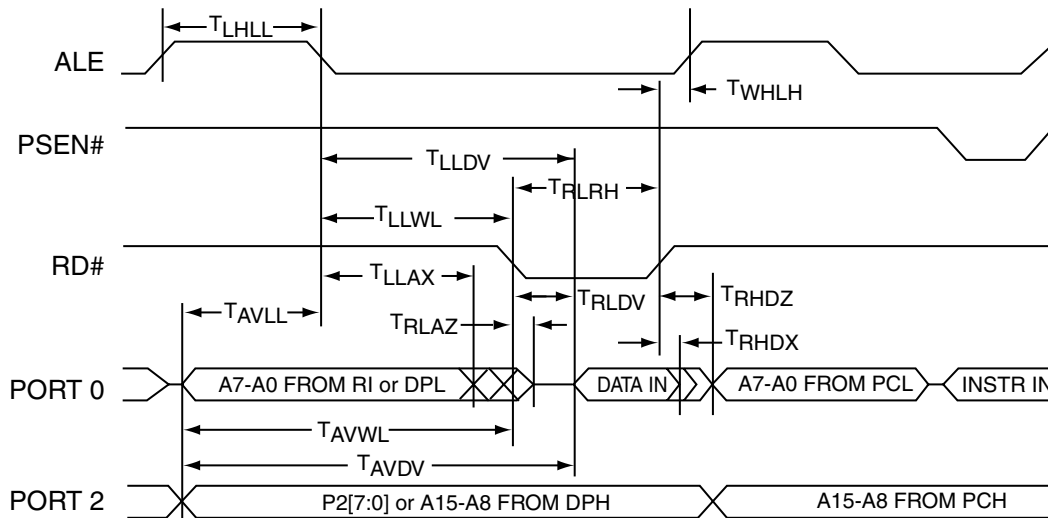 TLHLL
ALE
TWHLH
PSEN#
TLLDV
TRLRH
TLLWL
RD#
TLLAX
TRLDV
TRHDZ
TAVLL
TRLAZ
TRHDX
PORT 0
A7-A0 FROM RI or DPL
DATA IN
A7-A0 FROM PCL
INSTR IN
TAVWL
TAVDV
PORT 2
P2[7:0] or A15-A8 FROM DPH
A15-A8 FROM PCH